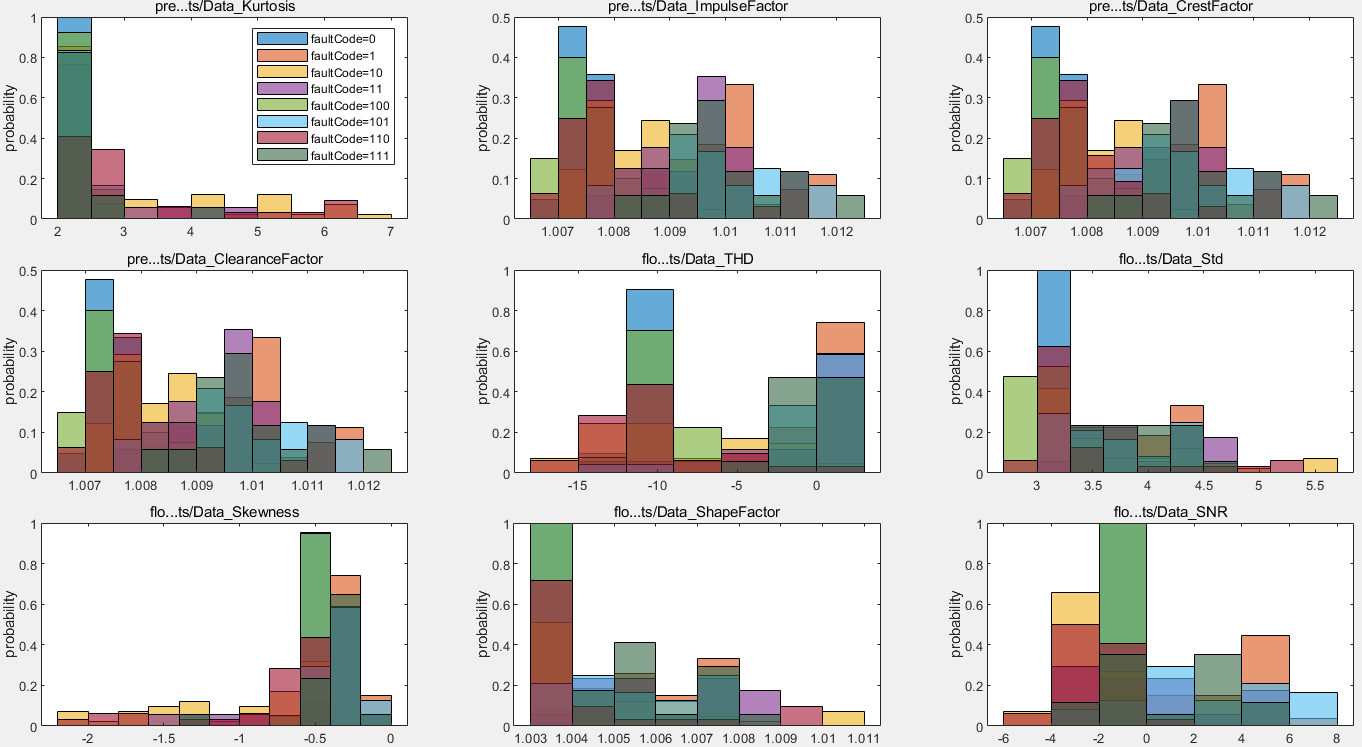 pre...ts/Data_Kurtosis
probability
1
0.8
0.6
0.4
0.2
0
2 3 4 5 6 7
faultCode=0
faultCode=1
faultCode=10
faultCode=11
faultCode=100
faultCode=101
faultCode=110
faultCode=111
pre...ts/Data_ImpulseFactor
probability
0.5
0.4
0.3
0.2
0.1
0
1.007 1.008 1.009 1.01 1.011 1.012
pre...ts/Data_CrestFactor
probability
0.5
0.4
0.3
0.2
0.1
0
1.007 1.008 1.009 1.01 1.011 1.012
pre...ts/Data_ClearanceFactor
probability
0.5
0.4
0.3
0.2
0.1
0
1.007 1.008 1.009 1.01 1.011 1.012
flo...ts/Data_THD
probability
1
0.8
0.6
0.4
0.2
0
-15 -10 -5 0
flo...ts/Data_Std
probability
1
0.8
0.6
0.4
0.2
0
3 3.5 4 4.5 5 5.5
flo...ts/Data_Skewness
probability
1
0.8
0.6
0.4
0.2
0
-2 -1.5 -1 -0.5 0
flo...ts/Data_ShapeFactor
probability
1
0.8
0.6
0.4
0.2
0
1.003 1.004 1.005 1.006 1.007 1.008 1.009 1.01 1.011
flo...ts/Data_SNR
probability
1
0.8
0.6
0.4
0.2
0
-6 -4 -2 0 2 4 6 8